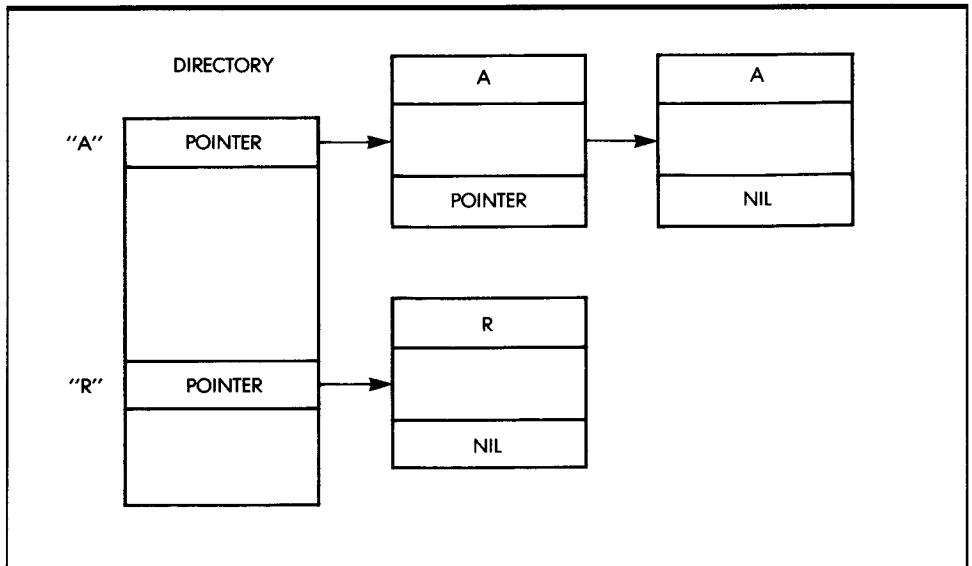 DIRECTORY
A
A
"A"
POINTER
POINTER
NIL
R
"R"
POINTER
NIL